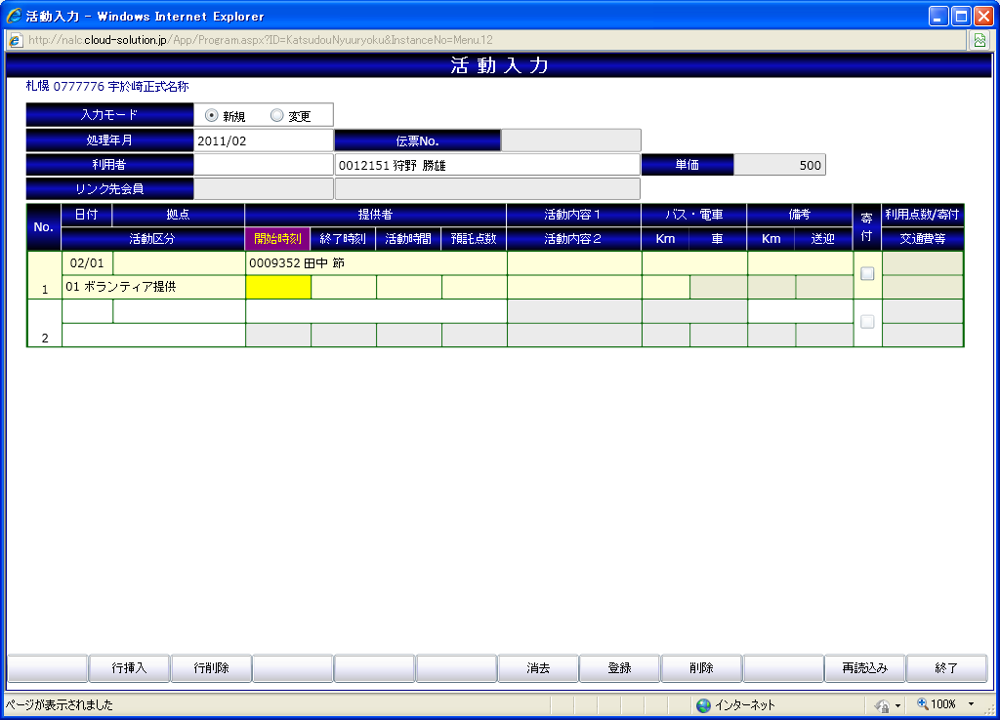 活動入力 - Windows Internet Explorer
http://nalc.cloud-solution.jp/App/Program.aspx?ID=KatsudouNyuuryoku&InstanceNo=Menu.12
活動入力
札幌 0777776 宇於崎正式名称
入力モード 新規 変更
処理年月 2011/02 伝票No.
利用者 0012151 狩野 勝雄 単価 500
リンク先会員
No. 日付 拠点 提供者 活動内容1 バス・電車 備考 寄付 利用点数/寄付
活動区分 開始時刻 終了時刻 活動時間 預託点数 活動内容2 Km 車 Km 送迎 交通費等
02/01 0009352 田中 節
1 01 ボランティア提供
2
行挿入 行削除 消去 登録 削除 再読込み 終了
ページが表示されました インターネット 100%